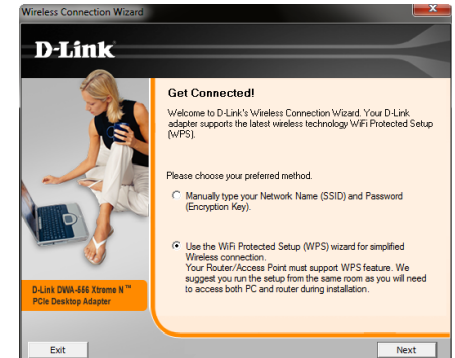 Wireless Connection Wizard
D-Link
Get Connected!
Welcome to D-Link's Wireless Connection Wizard. Your D-Link
adapter supports the latest wireless technology WiFi Protected Setup
(WPS).
Please choose your preferred method.
Manually type your Network Name (SSID) and Password
(Encryption Key).
Use the WiFi Protected Setup (WPS) wizard for simplified
Wireless connection.
Your Router/Access Point must support WPS feature. We
suggest you run the setup from the same room as you will need
to access both PC and router during installation.
D-Link DWA-556 Xtreme N™
PCIe Desktop Adapter
Exit
Next